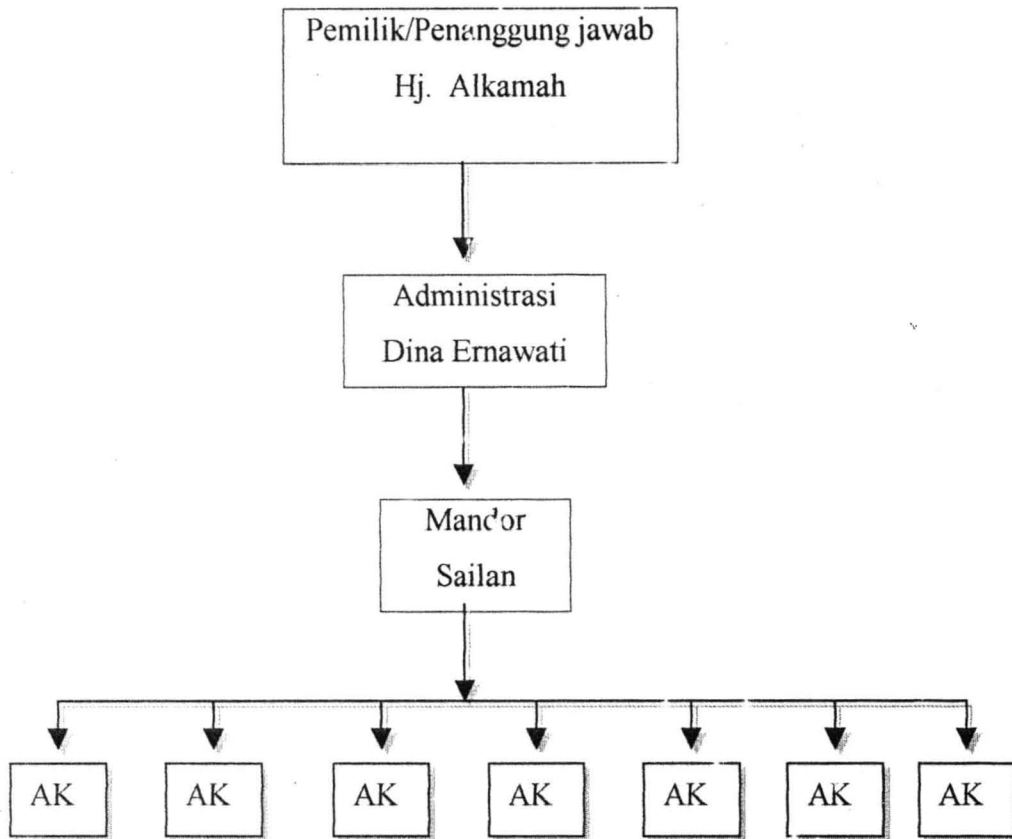 Pemilik/Penanggung jawab
Hj. Alkamah
Administrasi
Dina Ernawati
Mandor
Sailan
AK AK AK AK AK AK AK